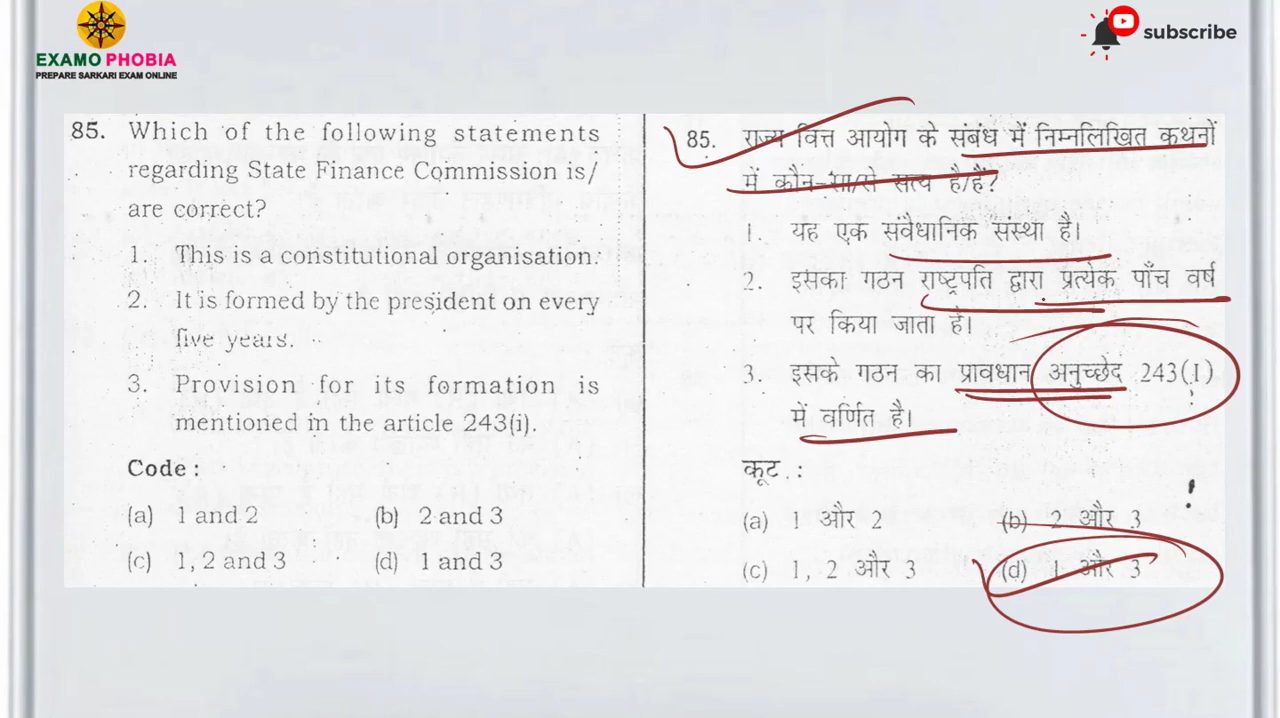 EXAMO PHOBIA
PREPARE SARKARI EXAM ONLINE
subscribe
85. Which of the following statements
regarding State Finance Commission is/
are correct?
1. This is a constitutional organisation.
2. It is formed by the president on every
five years.
3. Provision for its formation is
mentioned in the article 243(i).
Code :
(a) 1 and 2 (b) 2 and 3
(c) 1, 2 and 3 (d) 1 and 3
85. राज्य वित्त आयोग के संबंध में निम्नलिखित कथनों
में कौन-सा/से सत्य है/हैं?
1. यह एक संवैधानिक संस्था है।
2. इसका गठन राष्ट्रपति द्वारा प्रत्येक पाँच वर्ष
पर किया जाता है।
3. इसके गठन का प्रावधान अनुच्छेद 243(I)
में वर्णित है।
कूट :
(a) 1 और 2 (b) 2 और 3
(c) 1, 2 और 3 (d) 1 और 3